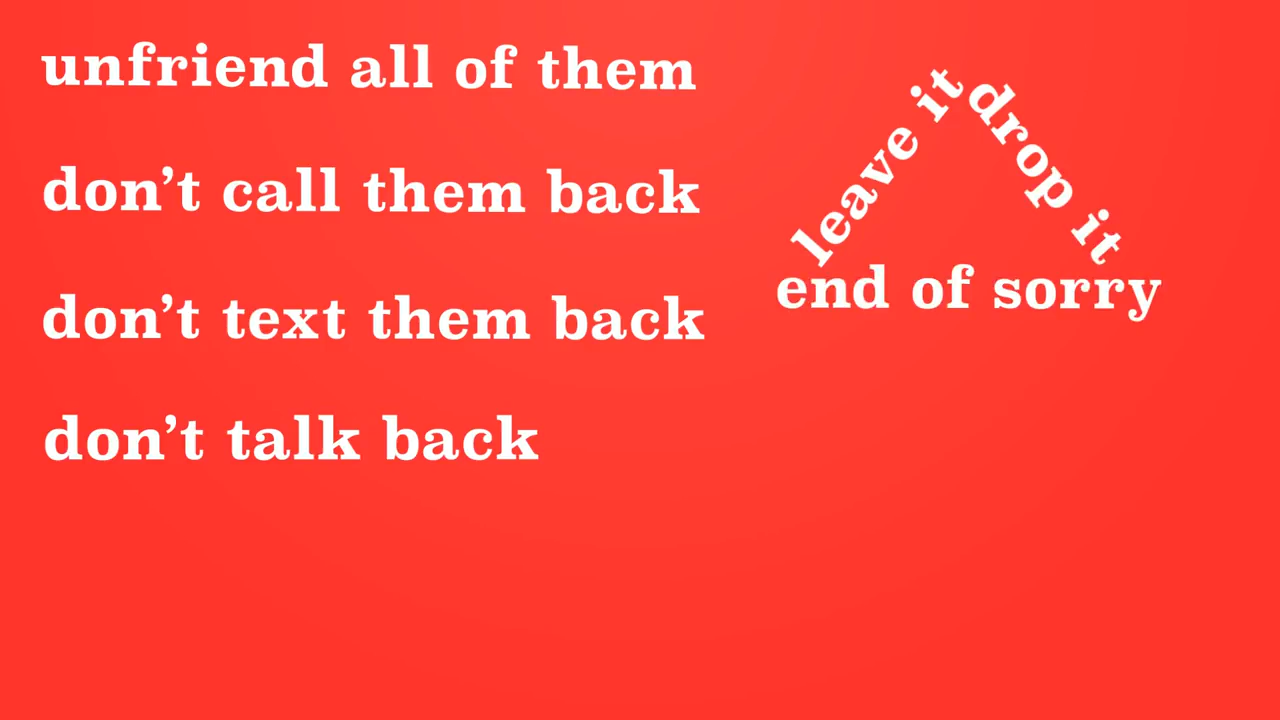 unfriend all of them
don't call them back
don't text them back
don't talk back
leave it
drop it
end of sorry